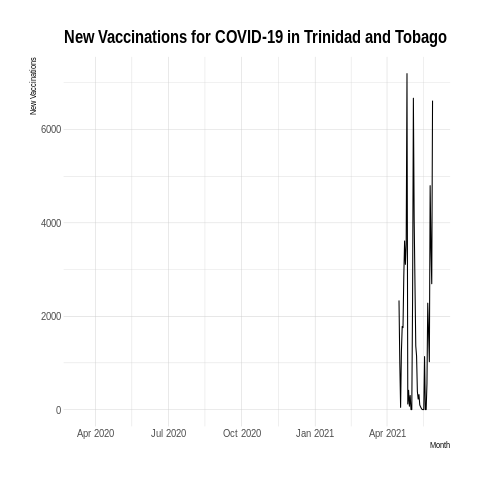 New Vaccinations for COVID-19 in Trinidad and Tobago
New Vaccinations
6000
4000
2000
0
Apr 2020 Jul 2020 Oct 2020 Jan 2021 Apr 2021
Month